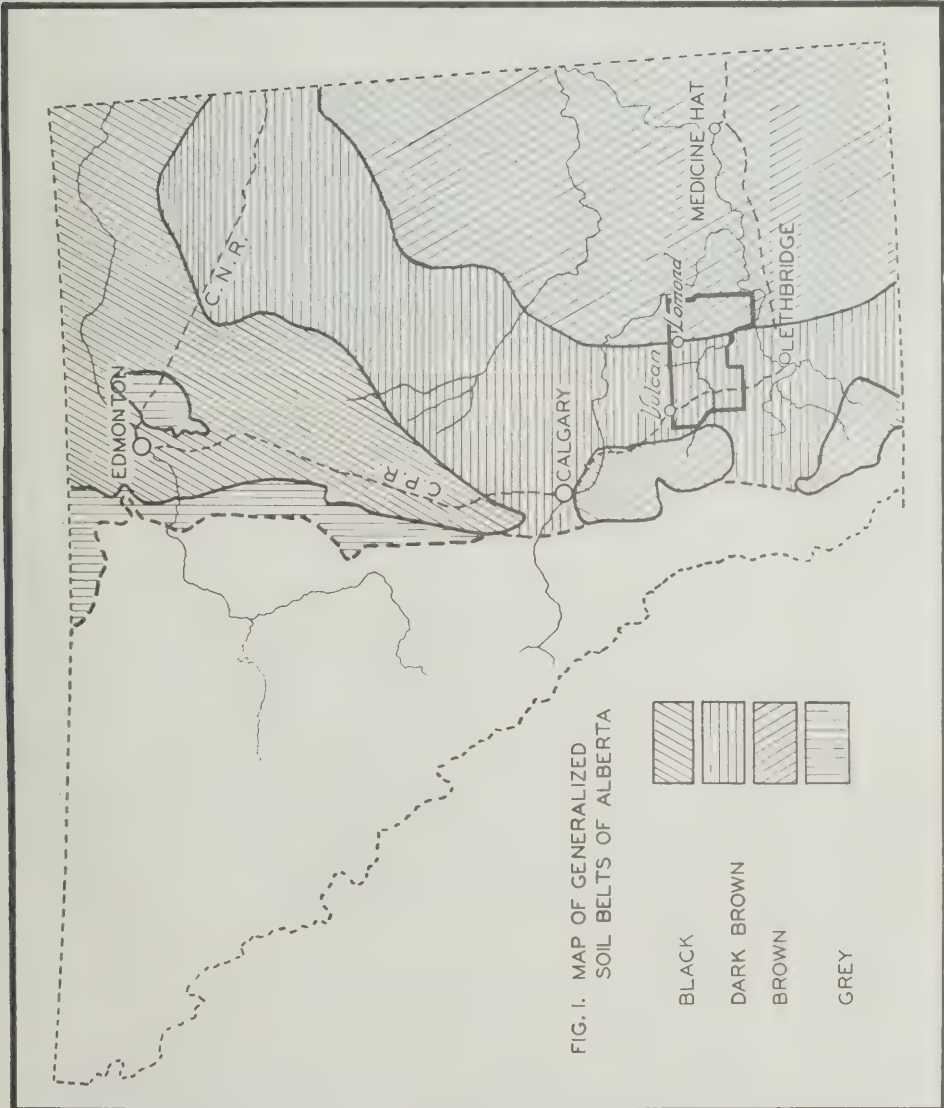 EDMONTON
C. N. R.
C. P. R.
CALGARY
Vulcan
Lomond
MEDICINE HAT
LETHBRIDGE
FIG. 1. MAP OF GENERALIZED
SOIL BELTS OF ALBERTA
BLACK
DARK BROWN
BROWN
GREY